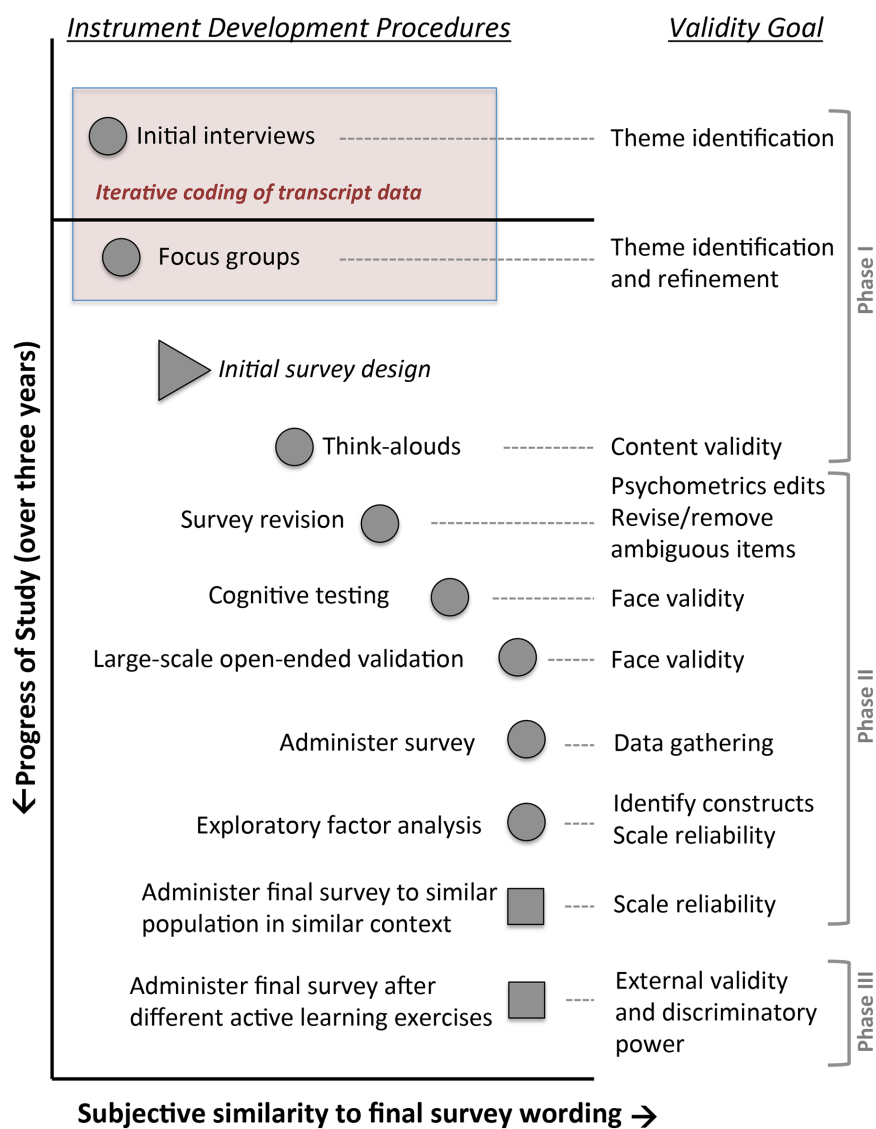 Instrument Development Procedures
Validity Goal
Initial interviews
Theme identification
Iterative coding of transcript data
Focus groups
Theme identification
and refinement
Initial survey design
Think-alouds
Content validity
Phase I
Survey revision
Psychometrics edits
Revise/remove
ambiguous items
Cognitive testing
Face validity
Large-scale open-ended validation
Face validity
Administer survey
Data gathering
Exploratory factor analysis
Identify constructs
Scale reliability
Administer final survey to similar
population in similar context
Scale reliability
Phase II
Administer final survey after
different active learning exercises
External validity
and discriminatory
power
Phase III
←Progress of Study (over three years)
Subjective similarity to final survey wording →